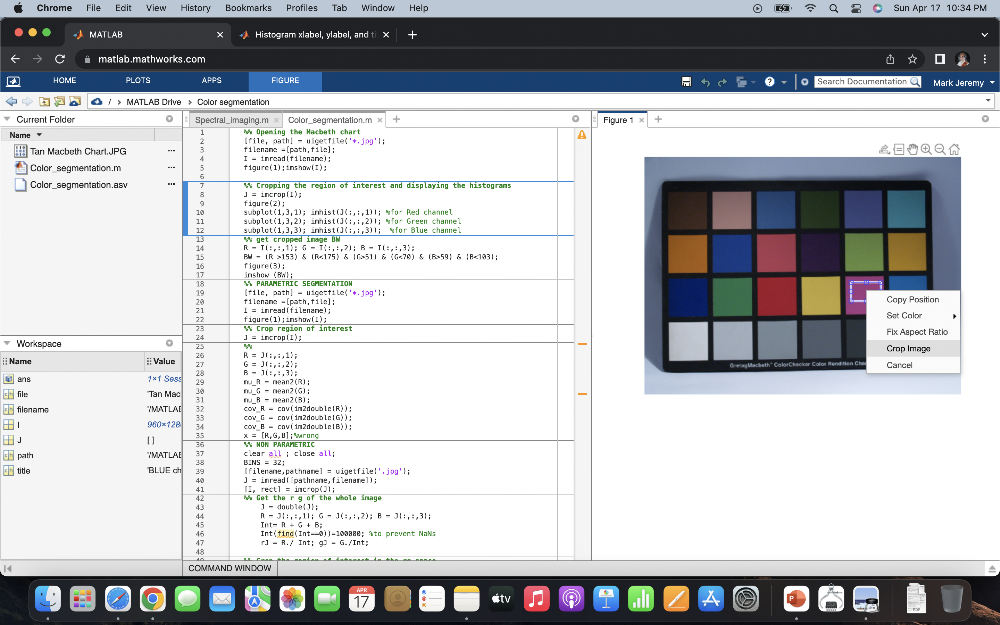 Chrome File Edit View History Bookmarks Profiles Tab Window Help Sun Apr 17 10:34 PM
MATLAB Histogram xlabel, ylabel, and ti
matlab.mathworks.com
HOME PLOTS APPS FIGURE Search Documentation Mark Jeremy
/ > MATLAB Drive > Color segmentation
Current Folder
Name
Tan Macbeth Chart.JPG
Color_segmentation.m
Color_segmentation.asv
Workspace
Name Value
ans 1×1 Sess
file 'Tan Mac
filename '/MATLAB
I 960×128
J []
path '/MATLAB
title 'BLUE ch
Spectral_imaging.m Color_segmentation.m
1 %% Opening the Macbeth chart
2 [file, path] = uigetfile('*.jpg');
3 filename =[path,file];
4 I = imread(filename);
5 figure(1);imshow(I);
6
7 %% Cropping the region of interest and displaying the histograms
8 J = imcrop(I);
9 figure(2);
10 subplot(1,3,1); imhist(J(:,:,1)); %for Red channel
11 subplot(1,3,2); imhist(J(:,:,2)); %for Green channel
12 subplot(1,3,3); imhist(J(:,:,3));  %for Blue channel
13 %% get cropped image BW
14 R = I(:,:,1); G = I(:,:,2); B = I(:,:,3);
15 BW = (R >153) & (R<175) & (G>51) & (G<70) & (B>59) & (B<103);
16 figure(3);
17 imshow (BW);
18 %% PARAMETRIC SEGMENTATION
19 [file, path] = uigetfile('*.jpg');
20 filename =[path,file];
21 I = imread(filename);
22 figure(1);imshow(I);
23 %% Crop region of interest
24 J = imcrop(I);
25 %%
26 R = J(:,:,1);
27 G = J(:,:,2);
28 B = J(:,:,3);
29 mu_R = mean2(R);
30 mu_G = mean2(G);
31 mu_B = mean2(B);
32 cov_R = cov(im2double(R));
33 cov_G = cov(im2double(G));
34 cov_B = cov(im2double(B));
35 x = [R,G,B];%wrong
36 %% NON PARAMETRIC
37 clear all ; close all;
38 BINS = 32;
39 [filename,pathname] = uigetfile('.jpg');
40 J = imread([pathname,filename]);
41 [I, rect] = imcrop(J);
42 %% Get the r g of the whole image
43 J = double(J);
44 R = J(:,:,1); G = J(:,:,2); B = J(:,:,3);
45 Int= R + G + B;
46 Int(find(Int==0))=100000; %to prevent NaNs
47 rJ = R./ Int; gJ = G./Int;
48
49 %% Crop the region of interest in the rg space
COMMAND WINDOW
Figure 1
GretagMacbeth™ ColorChecker Color Rendition Cha
Copy Position
Set Color
Fix Aspect Ratio
Crop Image
Cancel
APR
17
tv
P
PDF